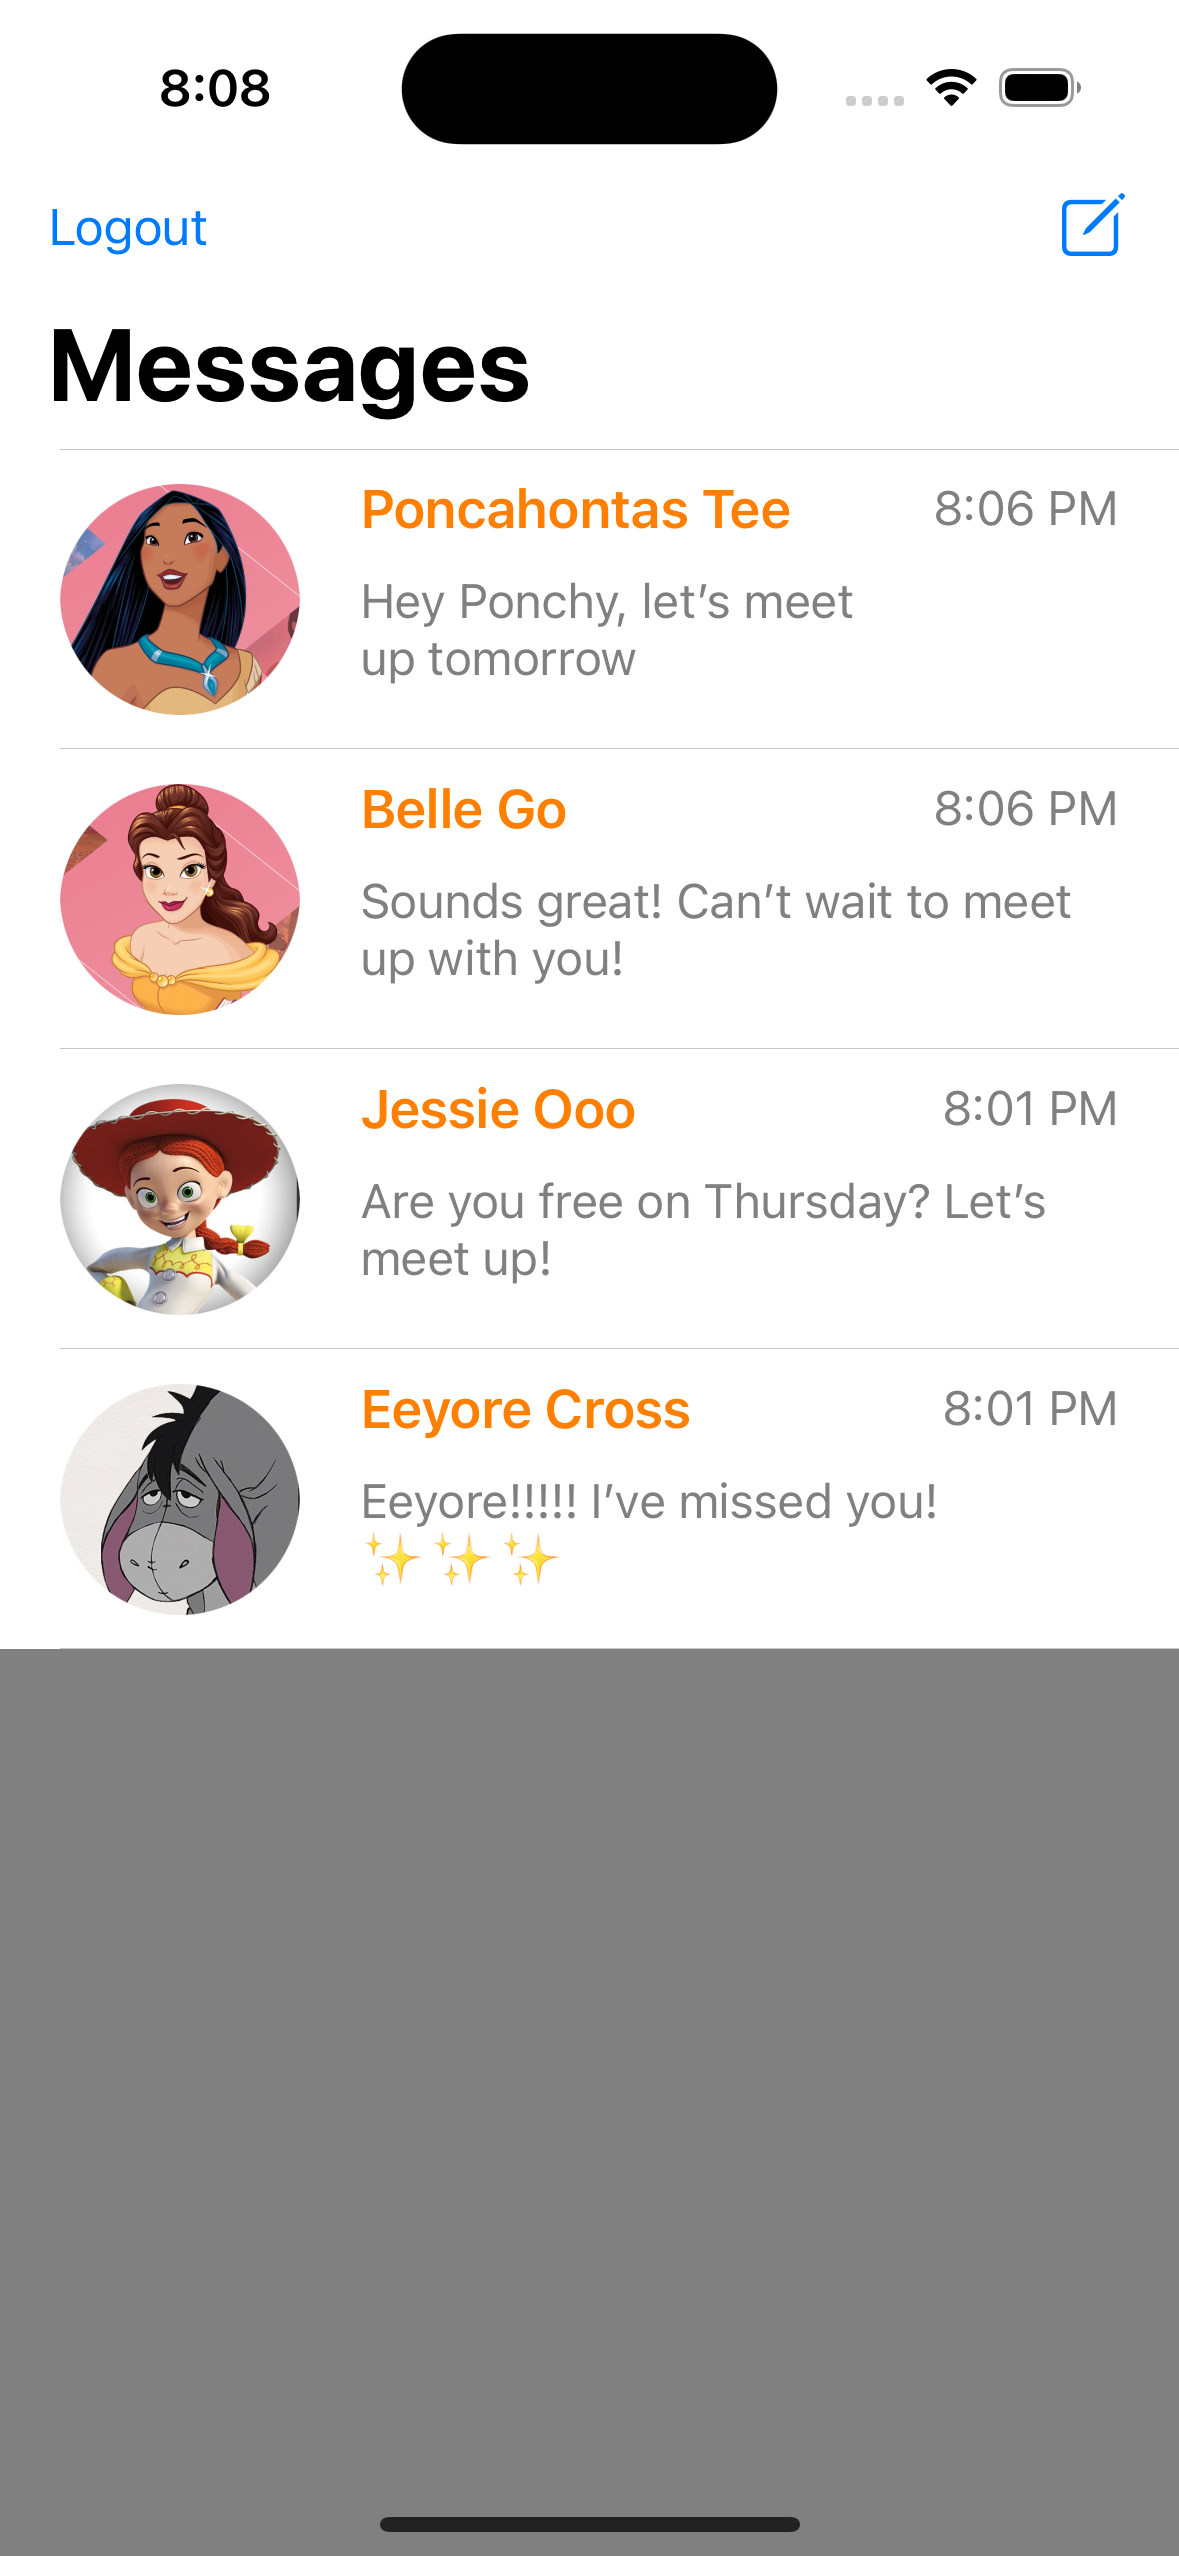 8:08
Logout
Messages
Poncahontas Tee 8:06 PM
Hey Ponchy, let’s meet
up tomorrow
Belle Go 8:06 PM
Sounds great! Can’t wait to meet
up with you!
Jessie Ooo 8:01 PM
Are you free on Thursday? Let’s
meet up!
Eeyore Cross 8:01 PM
Eeyore!!!!! I’ve missed you!
✨ ✨ ✨